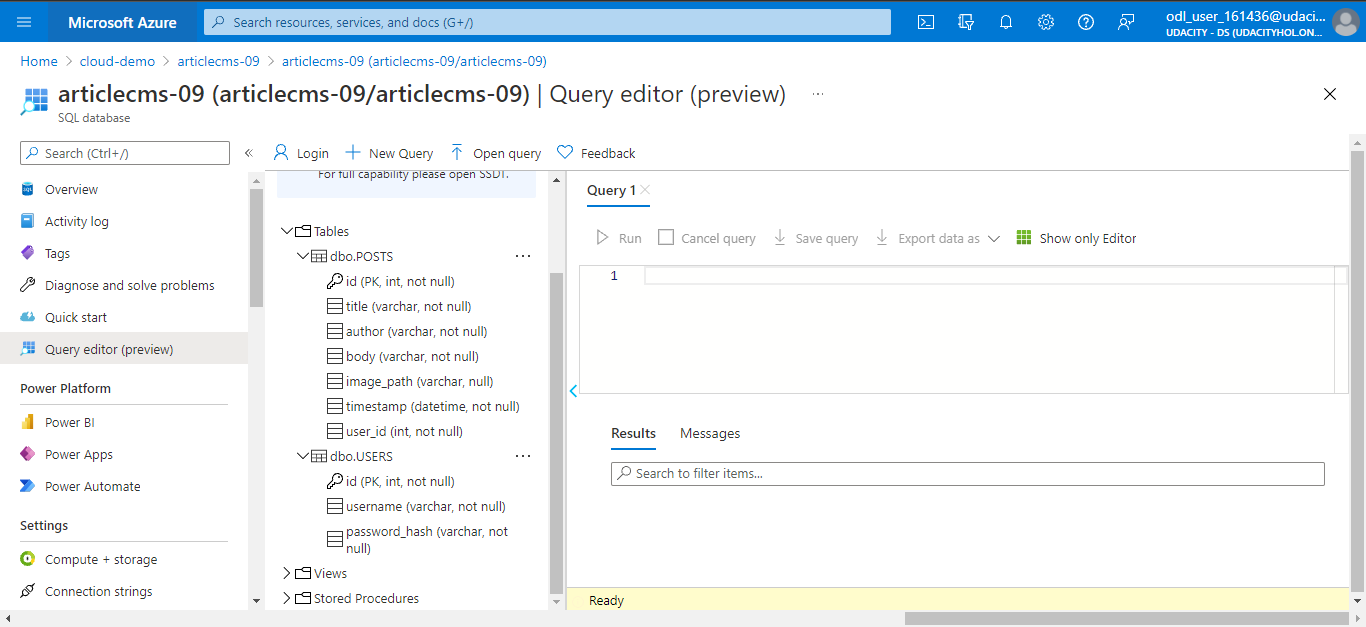 Microsoft Azure
Search resources, services, and docs (G+/)
odl_user_161436@udaci...
UDACITY - DS (UDACITYHOL.ON...
Home > cloud-demo > articlecms-09 > articlecms-09 (articlecms-09/articlecms-09)
articlecms-09 (articlecms-09/articlecms-09) | Query editor (preview) ...
SQL database
Search (Ctrl+/)
«
Overview
Activity log
Tags
Diagnose and solve problems
Quick start
Query editor (preview)
Power Platform
Power BI
Power Apps
Power Automate
Settings
Compute + storage
Connection strings
Login
New Query
Open query
Feedback
For full capability please open SSDT.
Tables
dbo.POSTS ...
id (PK, int, not null)
title (varchar, not null)
author (varchar, not null)
body (varchar, not null)
image_path (varchar, null)
timestamp (datetime, not null)
user_id (int, not null)
dbo.USERS ...
id (PK, int, not null)
username (varchar, not null)
password_hash (varchar, not
null)
Views
Stored Procedures
Query 1
Run
Cancel query
Save query
Export data as
Show only Editor
1
Results
Messages
Search to filter items...
Ready